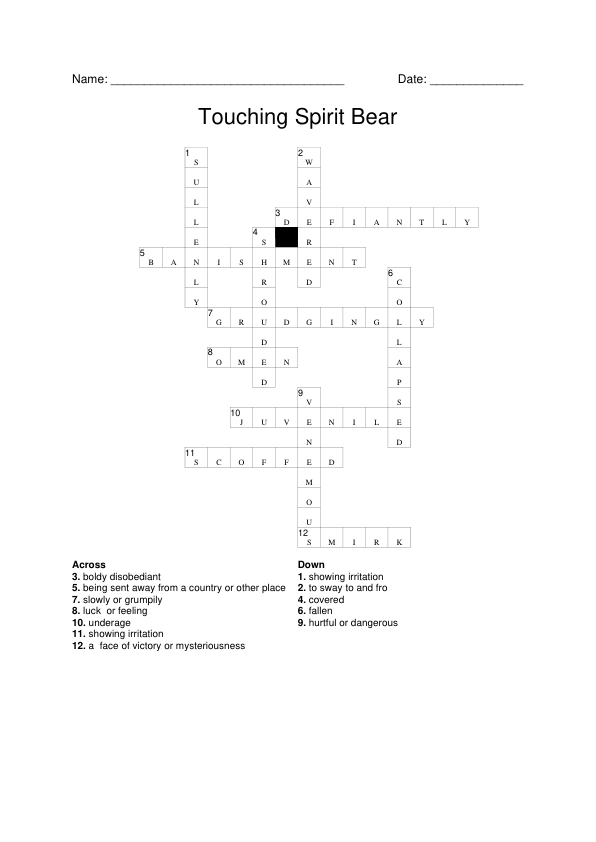 Name: ___________________________________ Date: ______________
Touching Spirit Bear
1 S 2 W
U A
L V
L 3 D E F I A N T L Y
E 4 S R
5 B A N I S H M E N T
L R D 6 C
Y O O
7 G R U D G I N G L Y
D L
8 O M E N A
D P
9 V S
10 J U V E N I L E
N D
11 S C O F F E D
M
O
U
12 S M I R K
Across
3. boldy disobediant
5. being sent away from a country or other place
7. slowly or grumpily
8. luck or feeling
10. underage
11. showing irritation
12. a face of victory or mysteriousness
Down
1. showing irritation
2. to sway to and fro
4. covered
6. fallen
9. hurtful or dangerous